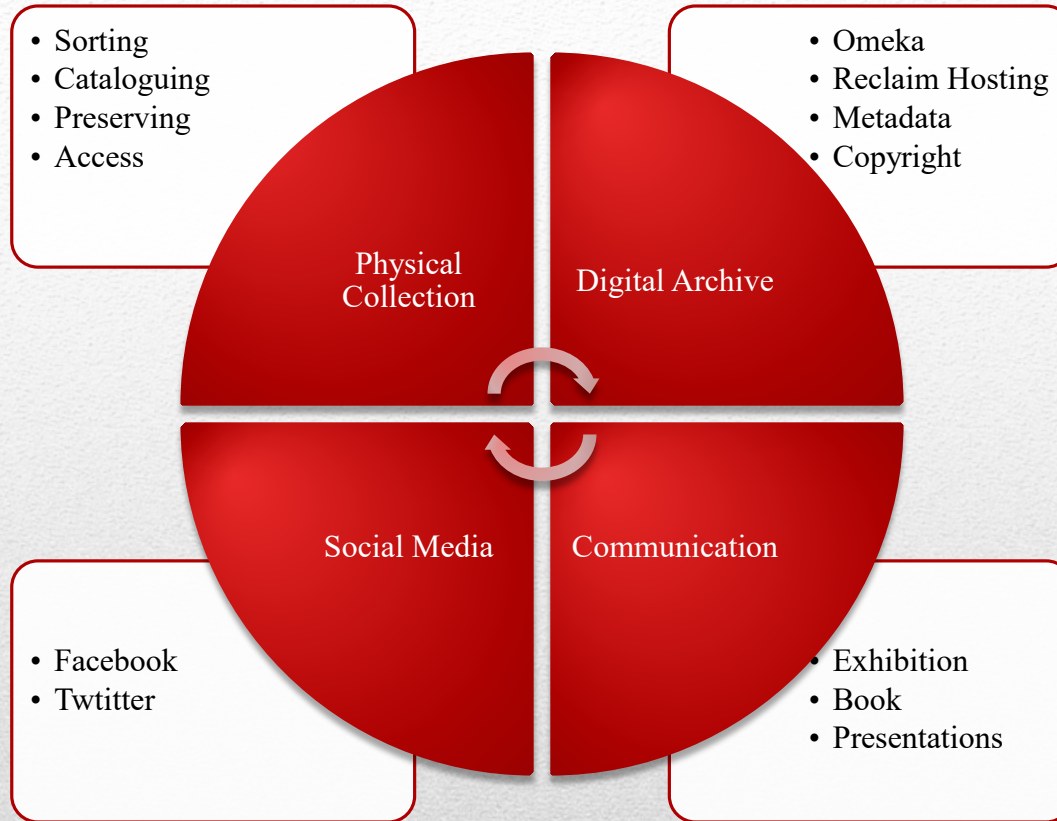 • Sorting
• Cataloguing
• Preserving
• Access
• Omeka
• Reclaim Hosting
• Metadata
• Copyright
Physical
Collection
Digital Archive
Social Media
Communication
• Facebook
• Twtitter
• Exhibition
• Book
• Presentations